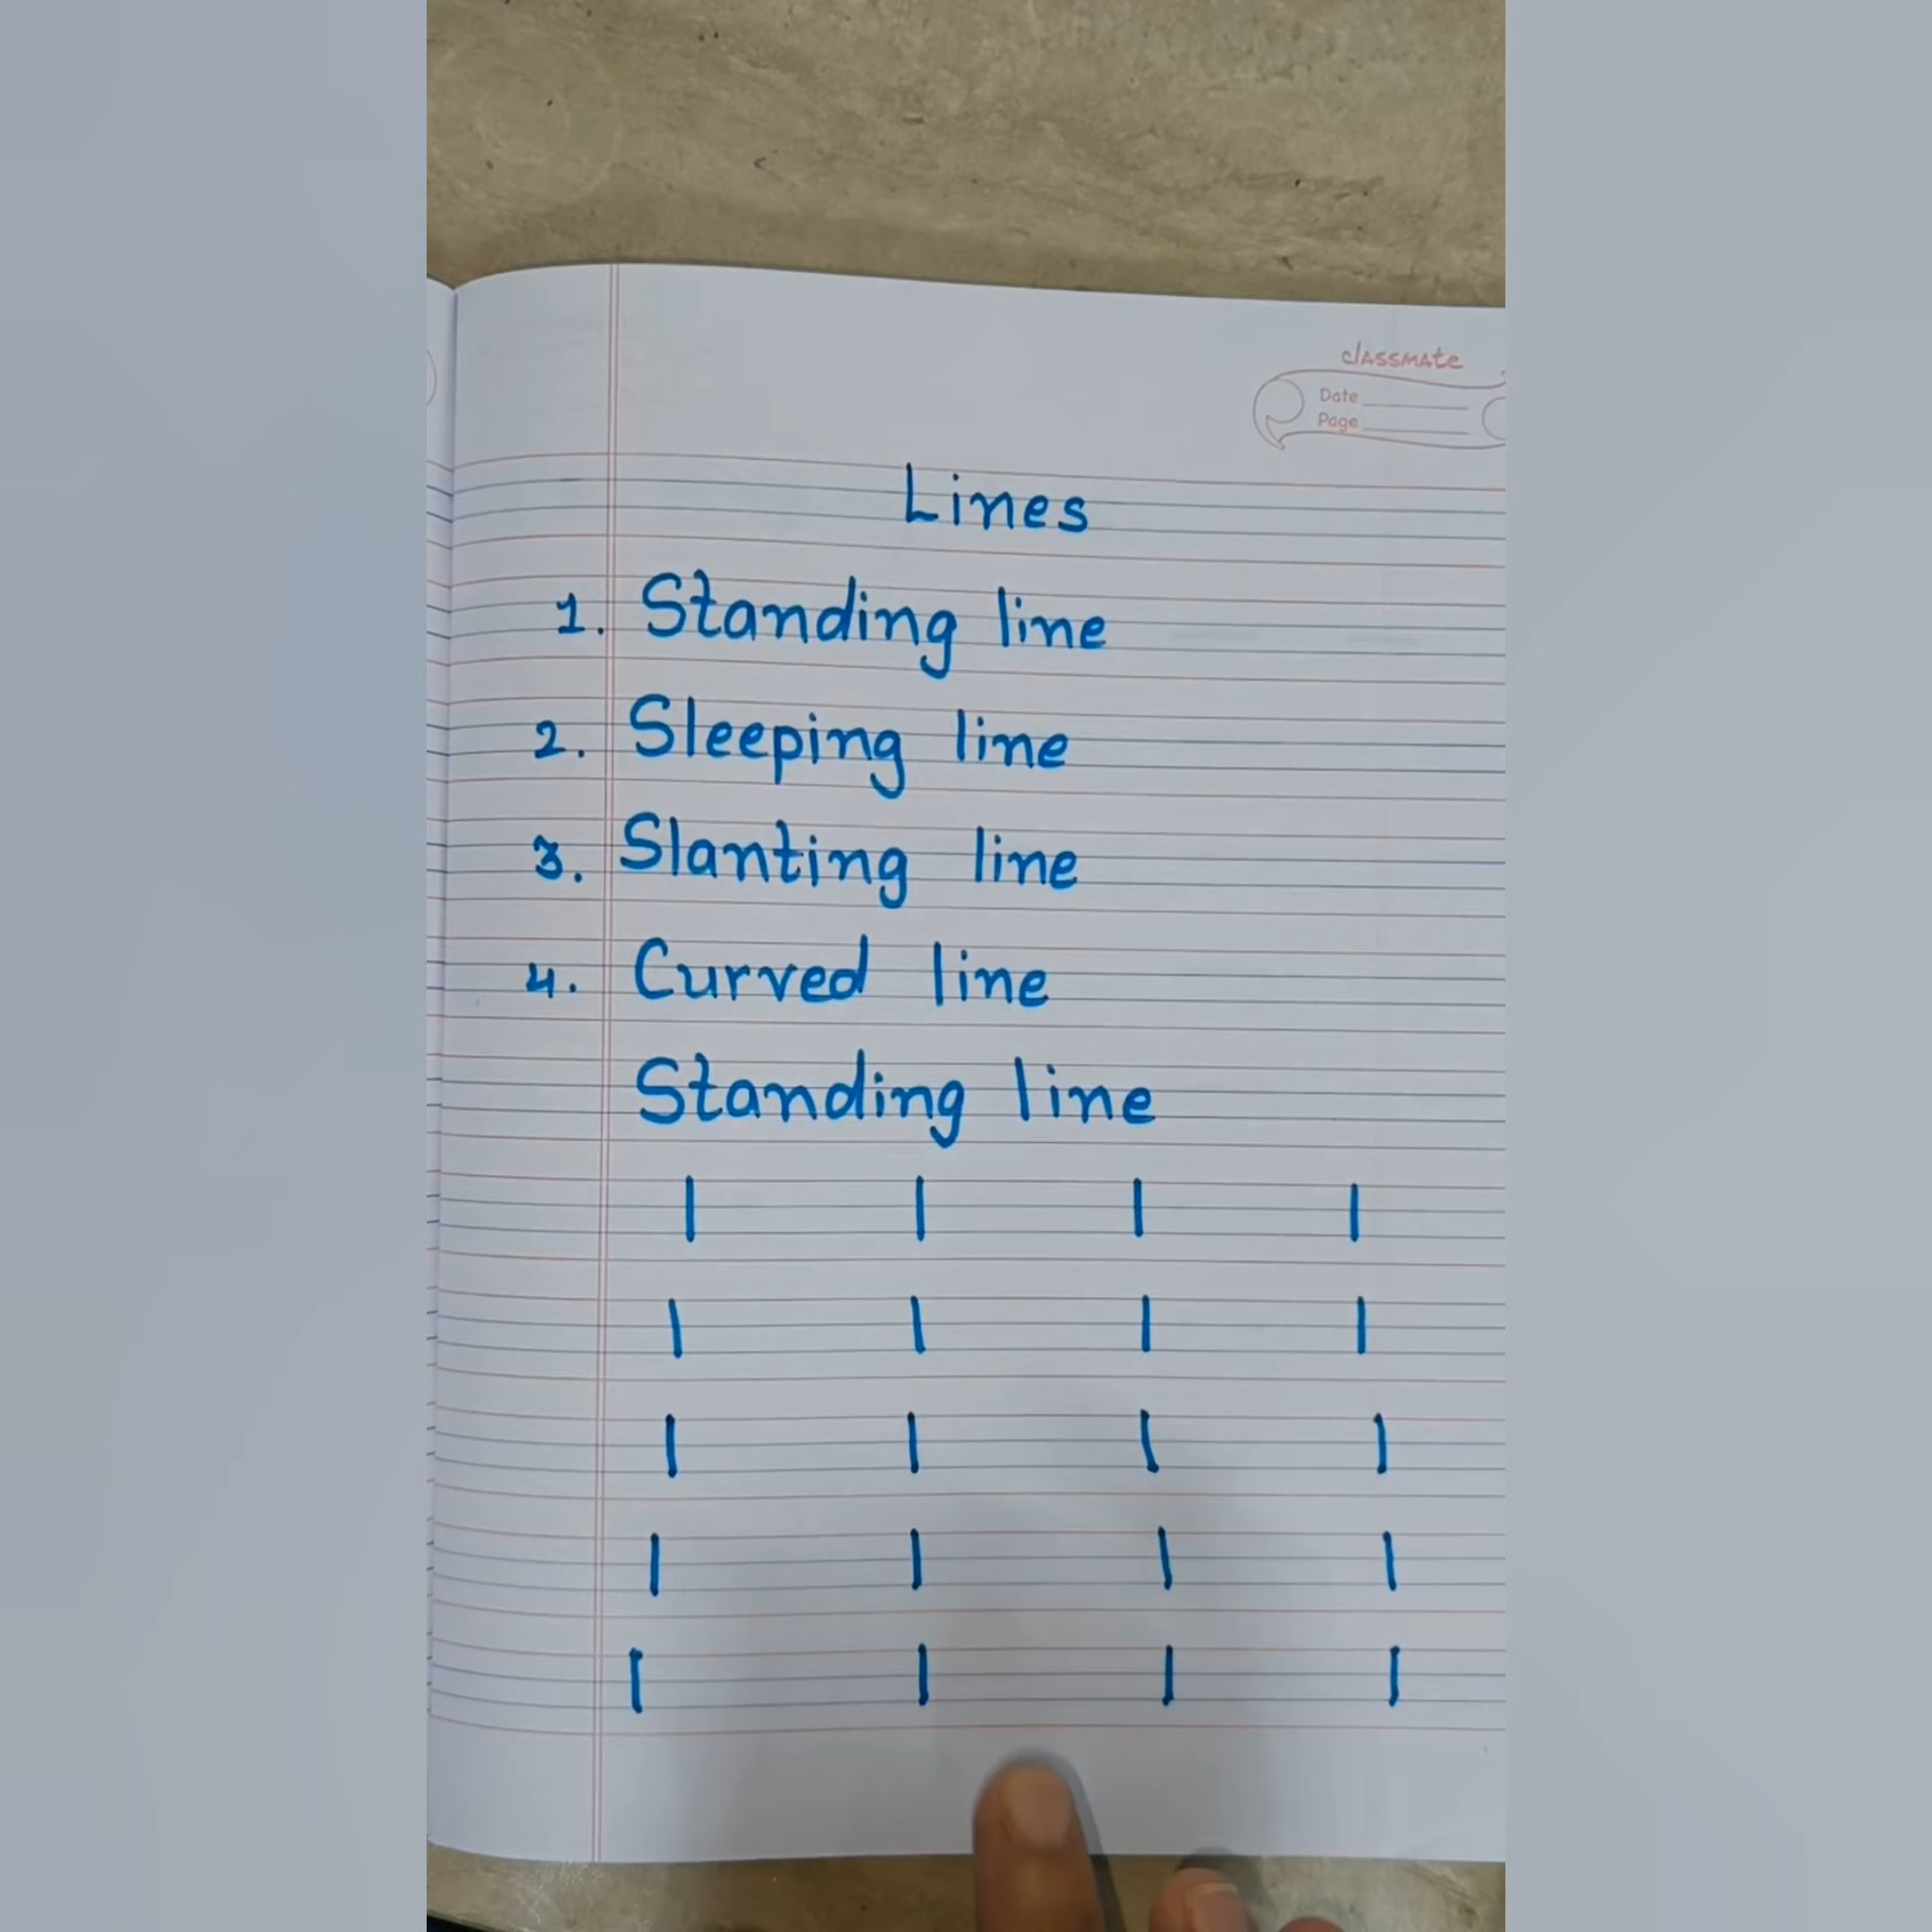 classmate
Date
Page
Lines
1. Standing line
2. Sleeping line
3. Slanting line
4. Curved line
Standing line
| | | |
| | | |
| | | |
| | | |
| | | |